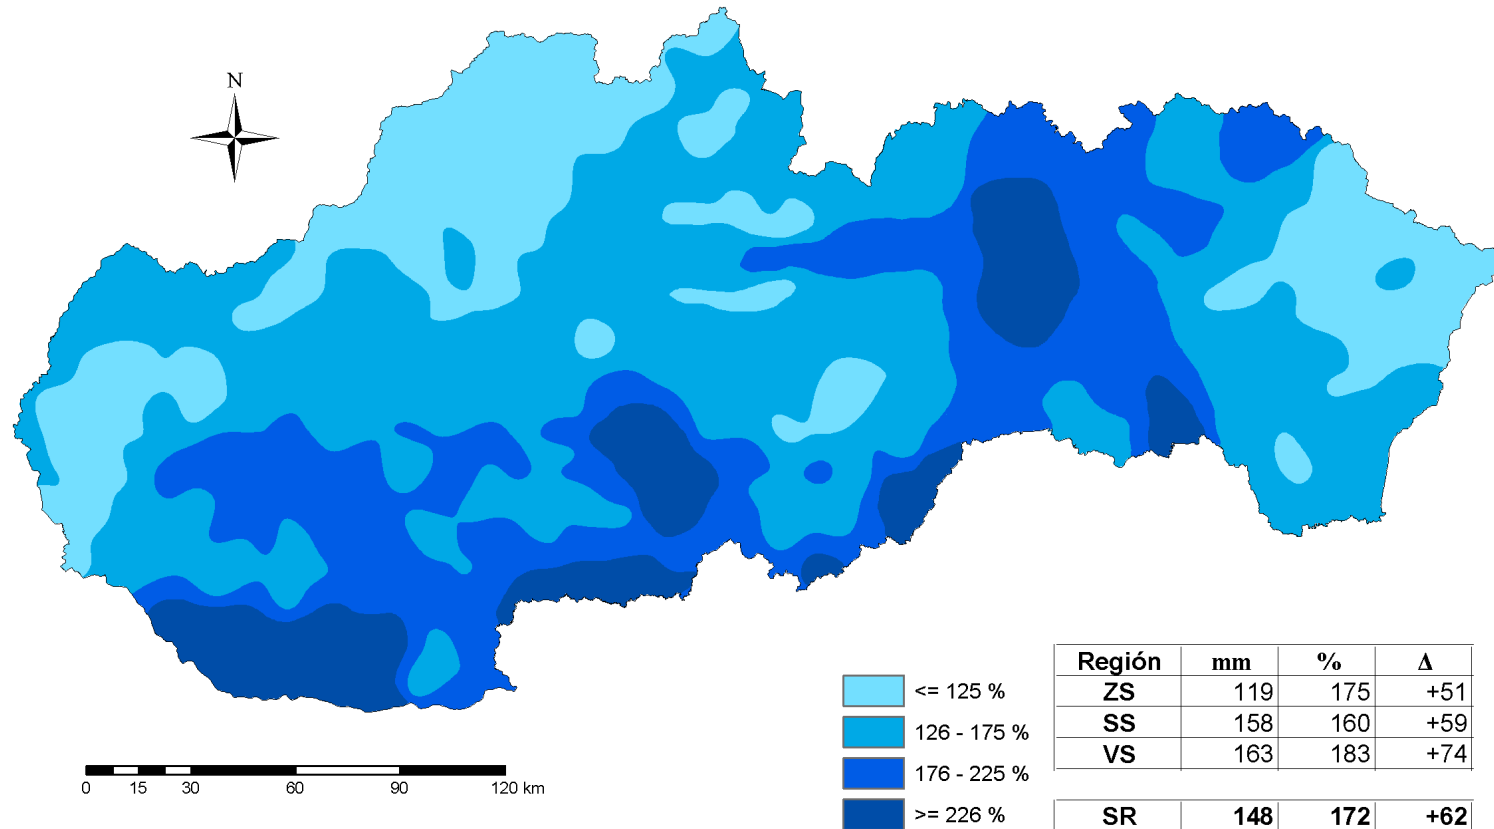 N
0 15 30 60 90 120 km
<= 125 %
126 - 175 %
176 - 225 %
>= 226 %
Región mm % Δ
ZS 119 175 +51
SS 158 160 +59
VS 163 183 +74
SR 148 172 +62